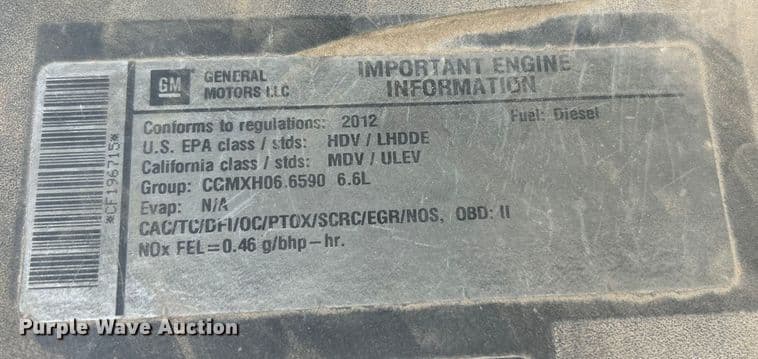 GM
GENERAL
MOTORS LLC
IMPORTANT ENGINE
INFORMATION
Conforms to regulations: 2012
Fuel: Diesel
U.S. EPA class / stds: HDV / LHDDE
California class / stds: MDV / ULEV
Group: CGMXH06.6590 6.6L
Evap: N/A
CAC/TC/DFI/OC/PTOX/SCRC/EGR/NOS, OBD: II
NOx FEL=0.46 g/bhp-hr.
*CF196715*
Purple Wave Auction